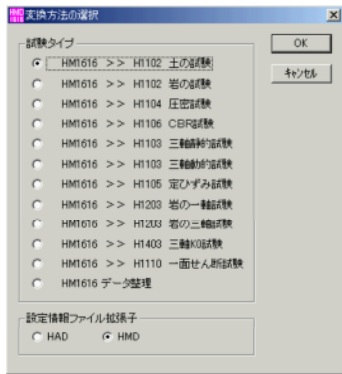 変換方法の選択
試験タイプ
HM1616 >> H1102 土の試験
HM1616 >> H1102 岩の試験
HM1616 >> H1104 圧密試験
HM1616 >> H1106 CBR試験
HM1616 >> H1103 三軸静的試験
HM1616 >> H1103 三軸動的試験
HM1616 >> H1105 定ひずみ試験
HM1616 >> H1203 岩の一軸試験
HM1616 >> H1203 岩の三軸試験
HM1616 >> H1403 三軸K0試験
HM1616 >> H1110 一面せん断試験
HM1616 データ整理
設定情報ファイル拡張子
HAD HMD
OK
キャンセル